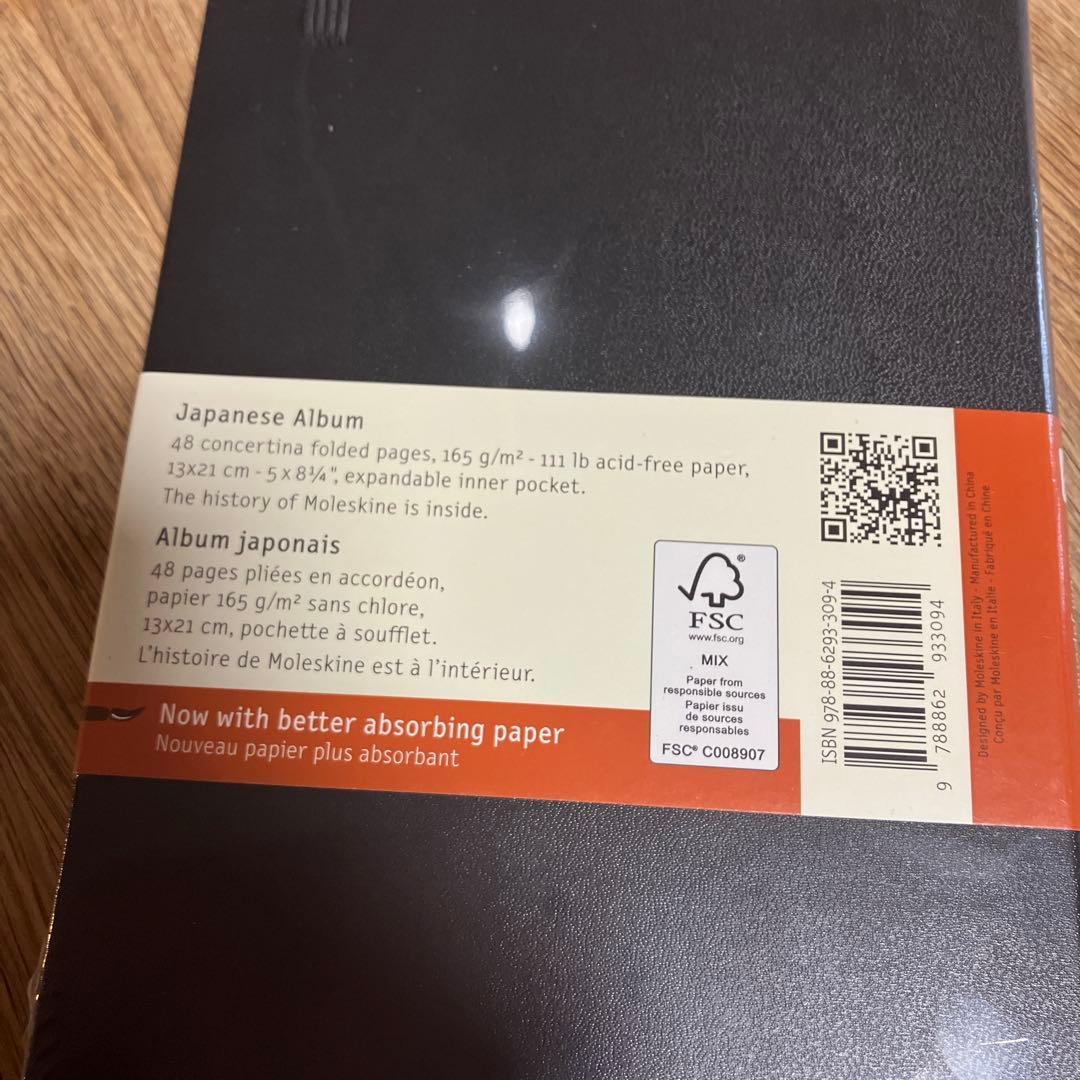 Japanese Album
48 concertina folded pages, 165 g/m² - 111 lb acid-free paper,
13x21 cm - 5 x 8¼", expandable inner pocket.
The history of Moleskine is inside.
Album japonais
48 pages pliées en accordéon,
papier 165 g/m² sans chlore,
13x21 cm, pochette à soufflet.
L'histoire de Moleskine est à l'intérieur.
Now with better absorbing paper
Nouveau papier plus absorbant
FSC®
www.fsc.org
MIX
Paper from
responsible sources
Papier issu
de sources
responsables
FSC® C008907
ISBN 978-88-6293-309-4
9 788862 933094
Designed by Moleskine in Italy - Manufactured in China
Conçu par Moleskine en Italie - Fabriqué en Chine